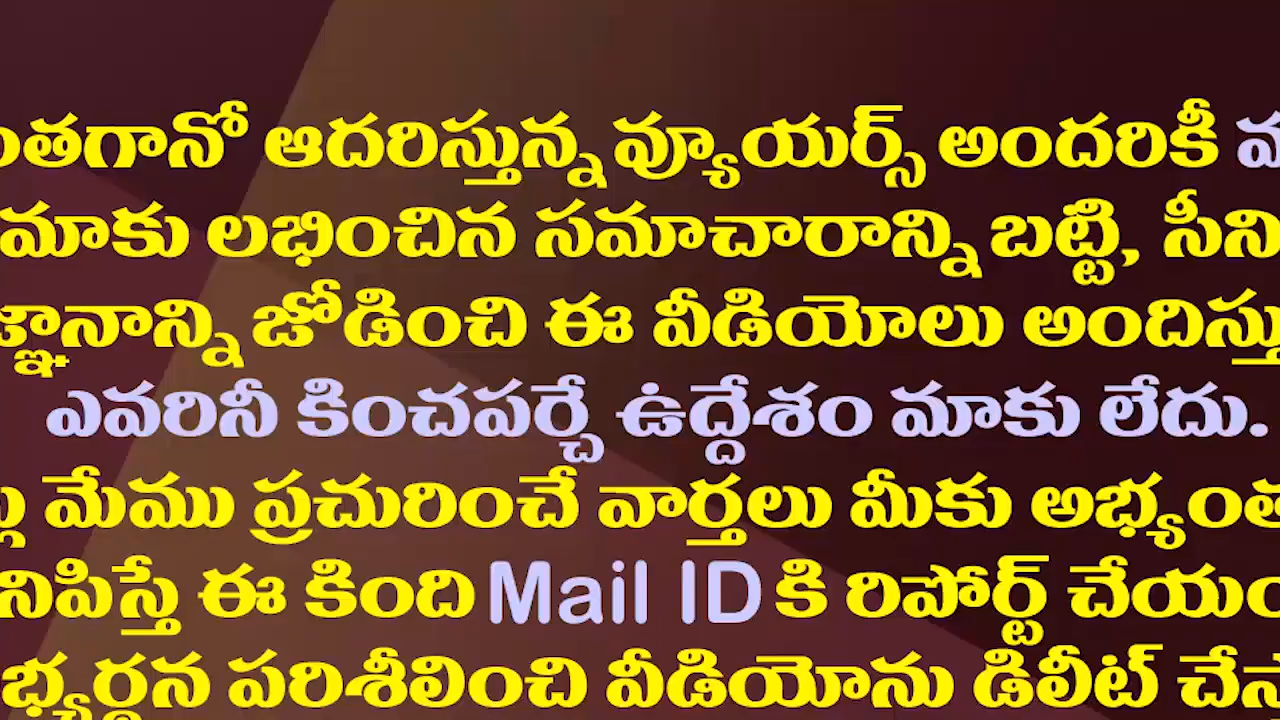 ంతగానో ఆదరిస్తున్న వ్యూయర్స్ అందరికీ
మాకు లభించిన సమాచారాన్ని బట్టి, సీని
జ్ఞానాన్ని జోడించి ఈ వీడియోలు అందిస్తు
ఎవరినీ కించపర్చే ఉద్దేశం మాకు లేదు.
మేము ప్రచురించే వార్తలు మీకు అభ్యంత
నిపిస్తే ఈ కింది Mail ID కి రిపోర్ట్ చేయం
భ్యర్థన పరిశీలించి వీడియోను డిలీట్ చేస